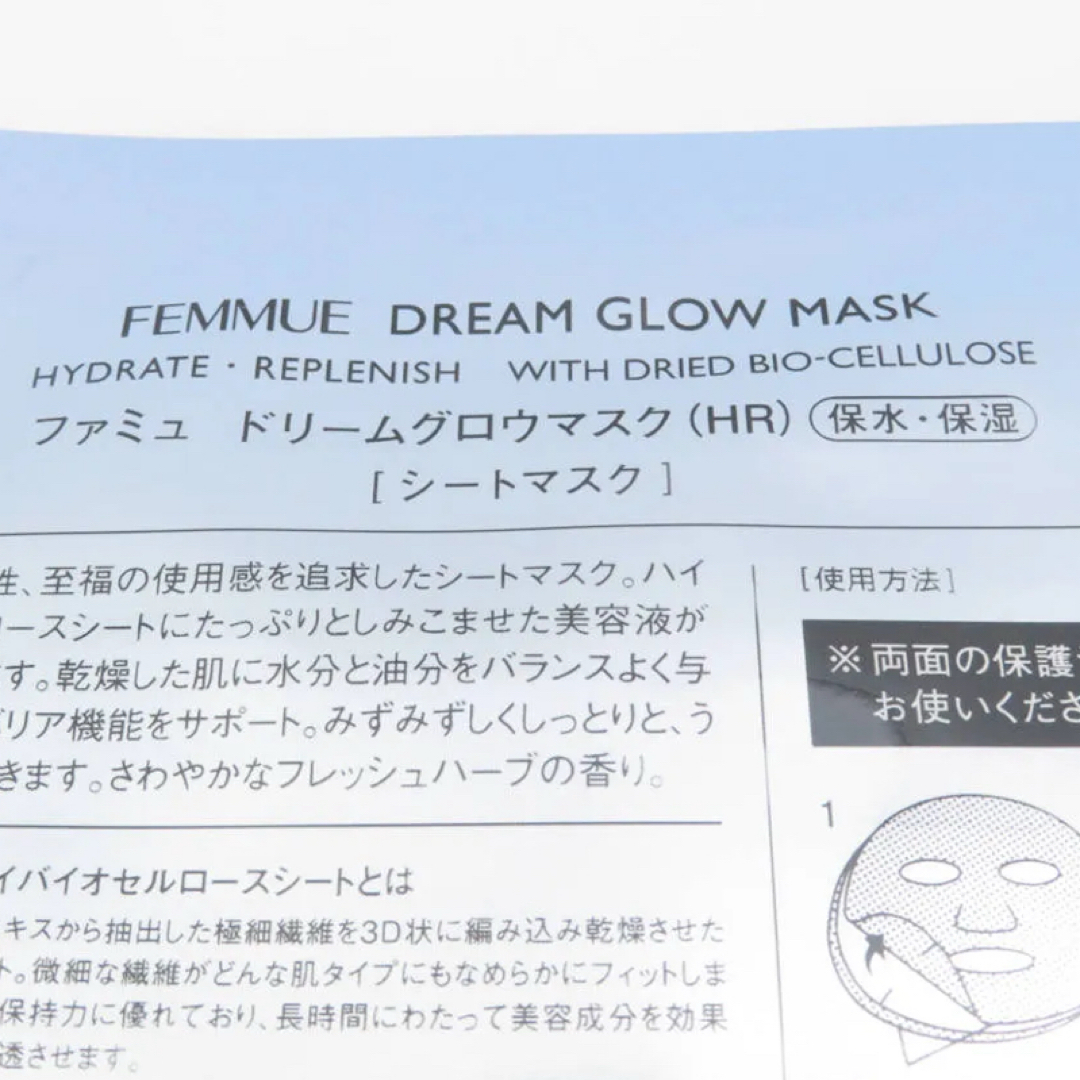 FEMMUE DREAM GLOW MASK
HYDRATE・REPLENISH WITH DRIED BIO-CELLULOSE
ファミュ ドリームグロウマスク(HR) 保水・保湿
[ シートマスク ]
性、至福の使用感を追求したシートマスク。ハイ
ロースシートにたっぷりとしみこませた美容液が
す。乾燥した肌に水分と油分をバランスよく与
バリア機能をサポート。みずみずしくしっとりと、う
きます。さわやかなフレッシュハーブの香り。
イバイオセルロースシートとは
キスから抽出した極細繊維を3D状に編み込み乾燥させた
ト。微細な繊維がどんな肌タイプにもなめらかにフィットしま
保持力に優れており、長時間にわたって美容成分を効果
透させます。
[使用方法]
※両面の保護
お使いくださ
1